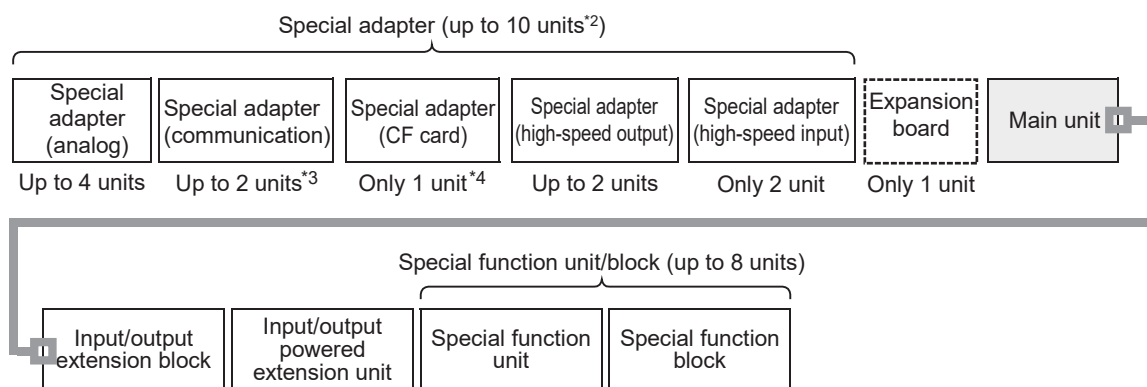 Special adapter (up to 10 units*2)
Special
adapter
(analog)
Special adapter
(communication)
Special adapter
(CF card)
Special adapter
(high-speed output)
Special adapter
(high-speed input)
Expansion
board
Main unit
Up to 4 units
Up to 2 units*3
Only 1 unit*4
Up to 2 units
Only 2 unit
Only 1 unit
Special function unit/block (up to 8 units)
Input/output
extension block
Input/output
powered
extension unit
Special function
unit
Special function
block